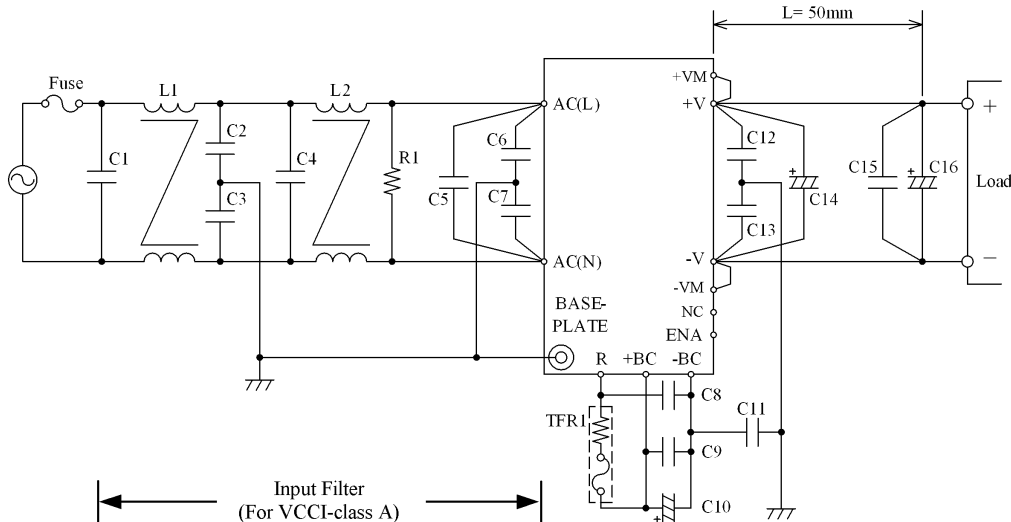 L= 50mm
Fuse
L1
L2
C1
C2
C3
C4
R1
C5
C6
C7
AC(L)
AC(N)
BASE-
PLATE
+VM
+V
-V
-VM
NC
ENA
R
+BC
-BC
C12
C13
C14
C15
C16
+
Load
−
+
+
TFR1
C8
C9
C10
+
C11
Input Filter
(For VCCI-class A)